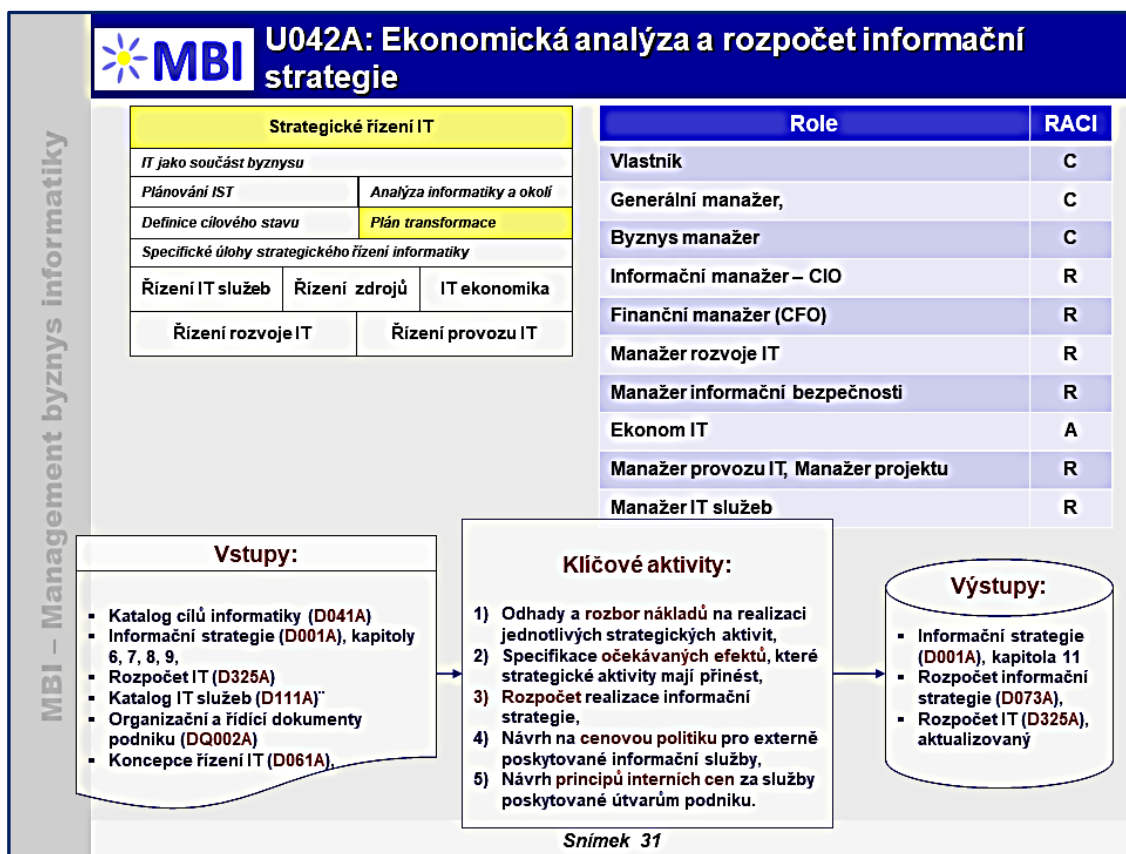 MBI
U042A: Ekonomická analýza a rozpočet informační
strategie
MBI – Management byznys informatiky
Strategické řízení IT
IT jako součást byznysu
Plánování IST
Analýza informatiky a okolí
Definice cílového stavu
Plán transformace
Specifické úlohy strategického řízení informatiky
Řízení IT služeb
Řízení zdrojů
IT ekonomika
Řízení rozvoje IT
Řízení provozu IT
Role RACI
Vlastník C
Generální manažer, C
Byznys manažer C
Informační manažer – CIO R
Finanční manažer (CFO) R
Manažer rozvoje IT R
Manažer informační bezpečnosti R
Ekonom IT A
Manažer provozu IT, Manažer projektu R
Manažer IT služeb R
Vstupy:
▪ Katalog cílů informatiky (D041A)
▪ Informační strategie (D001A), kapitoly
6, 7, 8, 9,
▪ Rozpočet IT (D325A)
▪ Katalog IT služeb (D111A)¨
▪ Organizační a řídící dokumenty
podniku (DQ002A)
▪ Koncepce řízení IT (D061A),
Klíčové aktivity:
1) Odhady a rozbor nákladů na realizaci
jednotlivých strategických aktivit,
2) Specifikace očekávaných efektů, které
strategické aktivity mají přinést,
3) Rozpočet realizace informační
strategie,
4) Návrh na cenovou politiku pro externě
poskytované informační služby,
5) Návrh principů interních cen za služby
poskytované útvarům podniku.
Výstupy:
▪ Informační strategie
(D001A), kapitola 11
▪ Rozpočet informační
strategie (D073A),
▪ Rozpočet IT (D325A),
aktualizovaný
Snímek 31